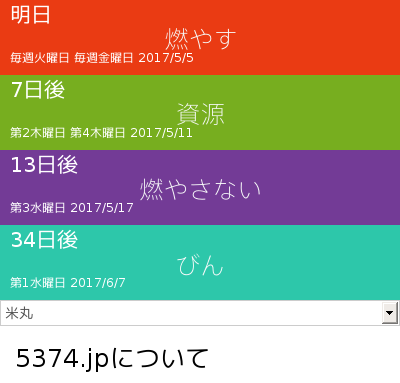 明日
燃やす
毎週火曜日 毎週金曜日 2017/5/5
7日後
資源
第2木曜日 第4木曜日 2017/5/11
13日後
燃やさない
第3水曜日 2017/5/17
34日後
びん
第1水曜日 2017/6/7
米丸
5374.jpについて